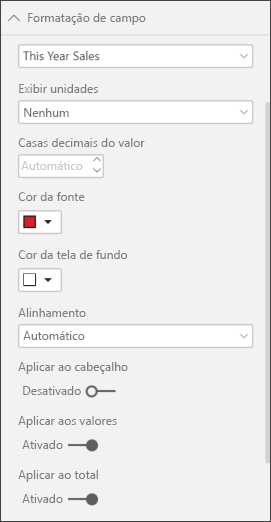 Formatação de campo
This Year Sales
Exibir unidades
Nenhum
Casas decimais do valor
Automático
Cor da fonte
Cor da tela de fundo
Alinhamento
Automático
Aplicar ao cabeçalho
Desativado
Aplicar aos valores
Ativado
Aplicar ao total
Ativado